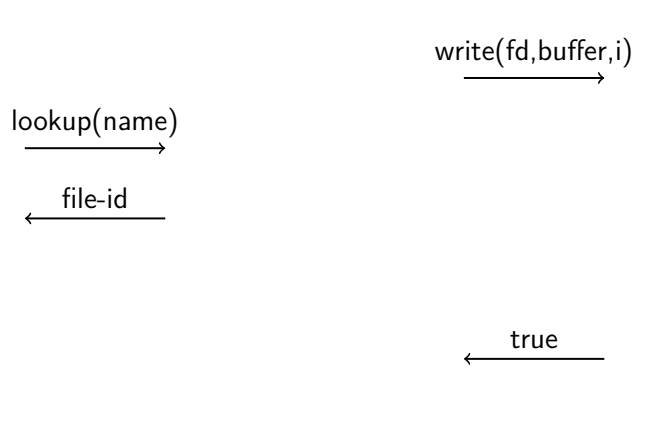 write(fd,buffer,i)
lookup(name)
file-id
true